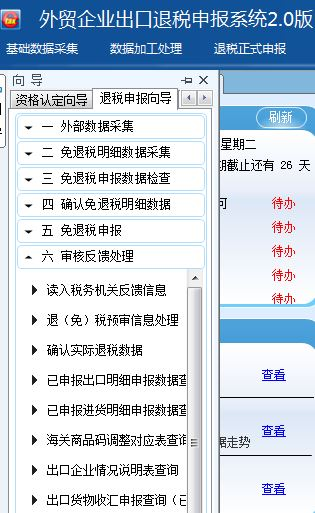 外贸企业出口退税申报系统2.0版
基础数据采集 数据加工处理 退税正式申报
向 导
资格认定向导 退税申报向导
刷新
一 外部数据采集
星期二
二 免退税明细数据采集
期截止还有 26 天
三 免退税申报数据检查
四 确认免退税明细数据
可 待办
五 免退税申报
待办
六 审核反馈处理
待办
待办
读入税务机关反馈信息
待办
退（免）税预审信息处理
确认实际退税数据
已申报出口明细申报数据查
查看
已申报进货明细申报数据查
海关商品码调整对应表查询
查看
据走势
出口企业情况说明表查询
查看
出口货物收汇申报查询（已